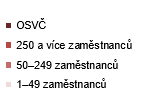 OSVČ
250 a více zaměstnanců
50–249 zaměstnanců
1–49 zaměstnanců